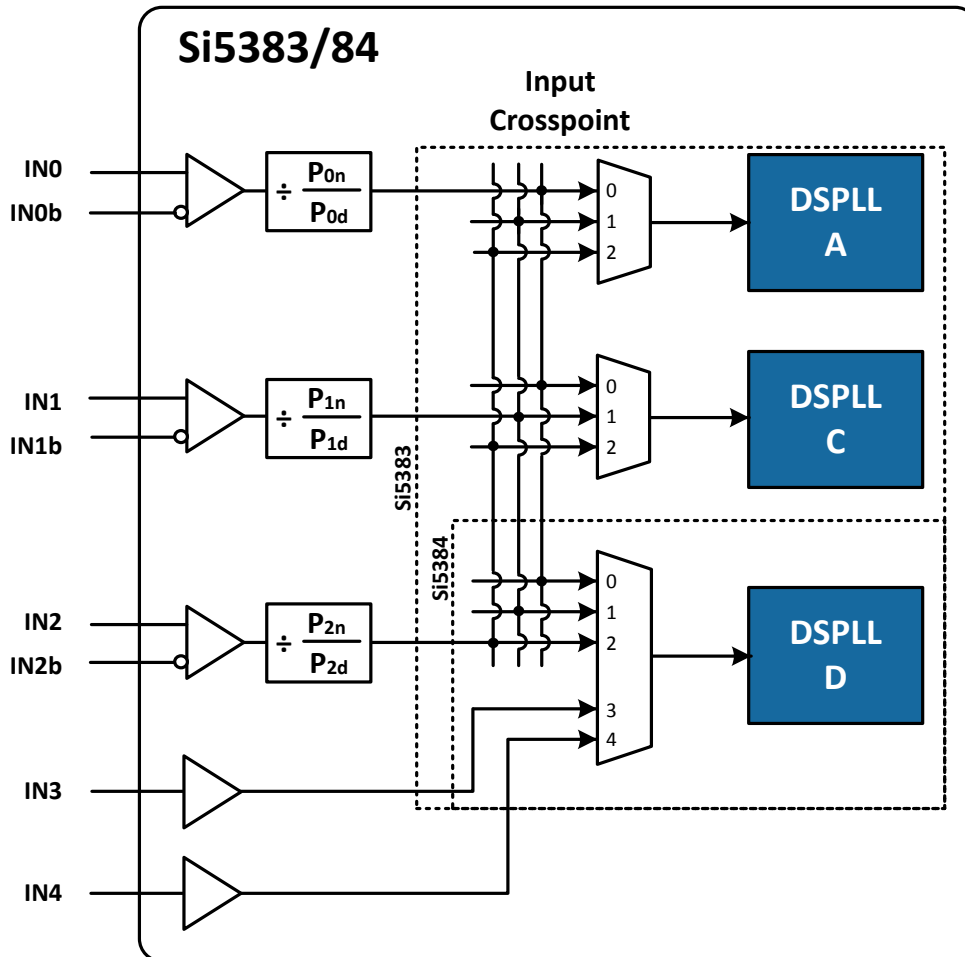 Si5383/84
Input
Crosspoint
IN0
IN0b
÷ P0n
P0d
0
1
2
DSPLL
A
IN1
IN1b
÷ P1n
P1d
0
1
2
DSPLL
C
Si5383
Si5384
IN2
IN2b
÷ P2n
P2d
0
1
2
3
4
DSPLL
D
IN3
IN4